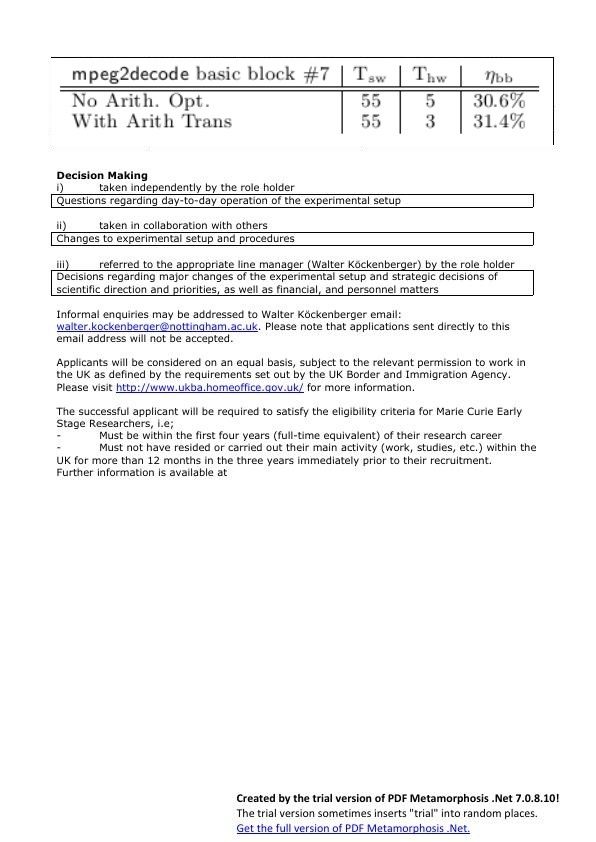 mpeg2decode basic block #7 Tsw Thw ηbb
No Arith. Opt. 55 5 30.6%
With Arith Trans 55 3 31.4%
Decision Making
i) taken independently by the role holder
Questions regarding day-to-day operation of the experimental setup
ii) taken in collaboration with others
Changes to experimental setup and procedures
iii) referred to the appropriate line manager (Walter Köckenberger) by the role holder
Decisions regarding major changes of the experimental setup and strategic decisions of
scientific direction and priorities, as well as financial, and personnel matters
Informal enquiries may be addressed to Walter Köckenberger email:
walter.kockenberger@nottingham.ac.uk. Please note that applications sent directly to this
email address will not be accepted.
Applicants will be considered on an equal basis, subject to the relevant permission to work in
the UK as defined by the requirements set out by the UK Border and Immigration Agency.
Please visit http://www.ukba.homeoffice.gov.uk/ for more information.
The successful applicant will be required to satisfy the eligibility criteria for Marie Curie Early
Stage Researchers, i.e;
- Must be within the first four years (full-time equivalent) of their research career
- Must not have resided or carried out their main activity (work, studies, etc.) within the
UK for more than 12 months in the three years immediately prior to their recruitment.
Further information is available at
Created by the trial version of PDF Metamorphosis .Net 7.0.8.10!
The trial version sometimes inserts "trial" into random places.
Get the full version of PDF Metamorphosis .Net.